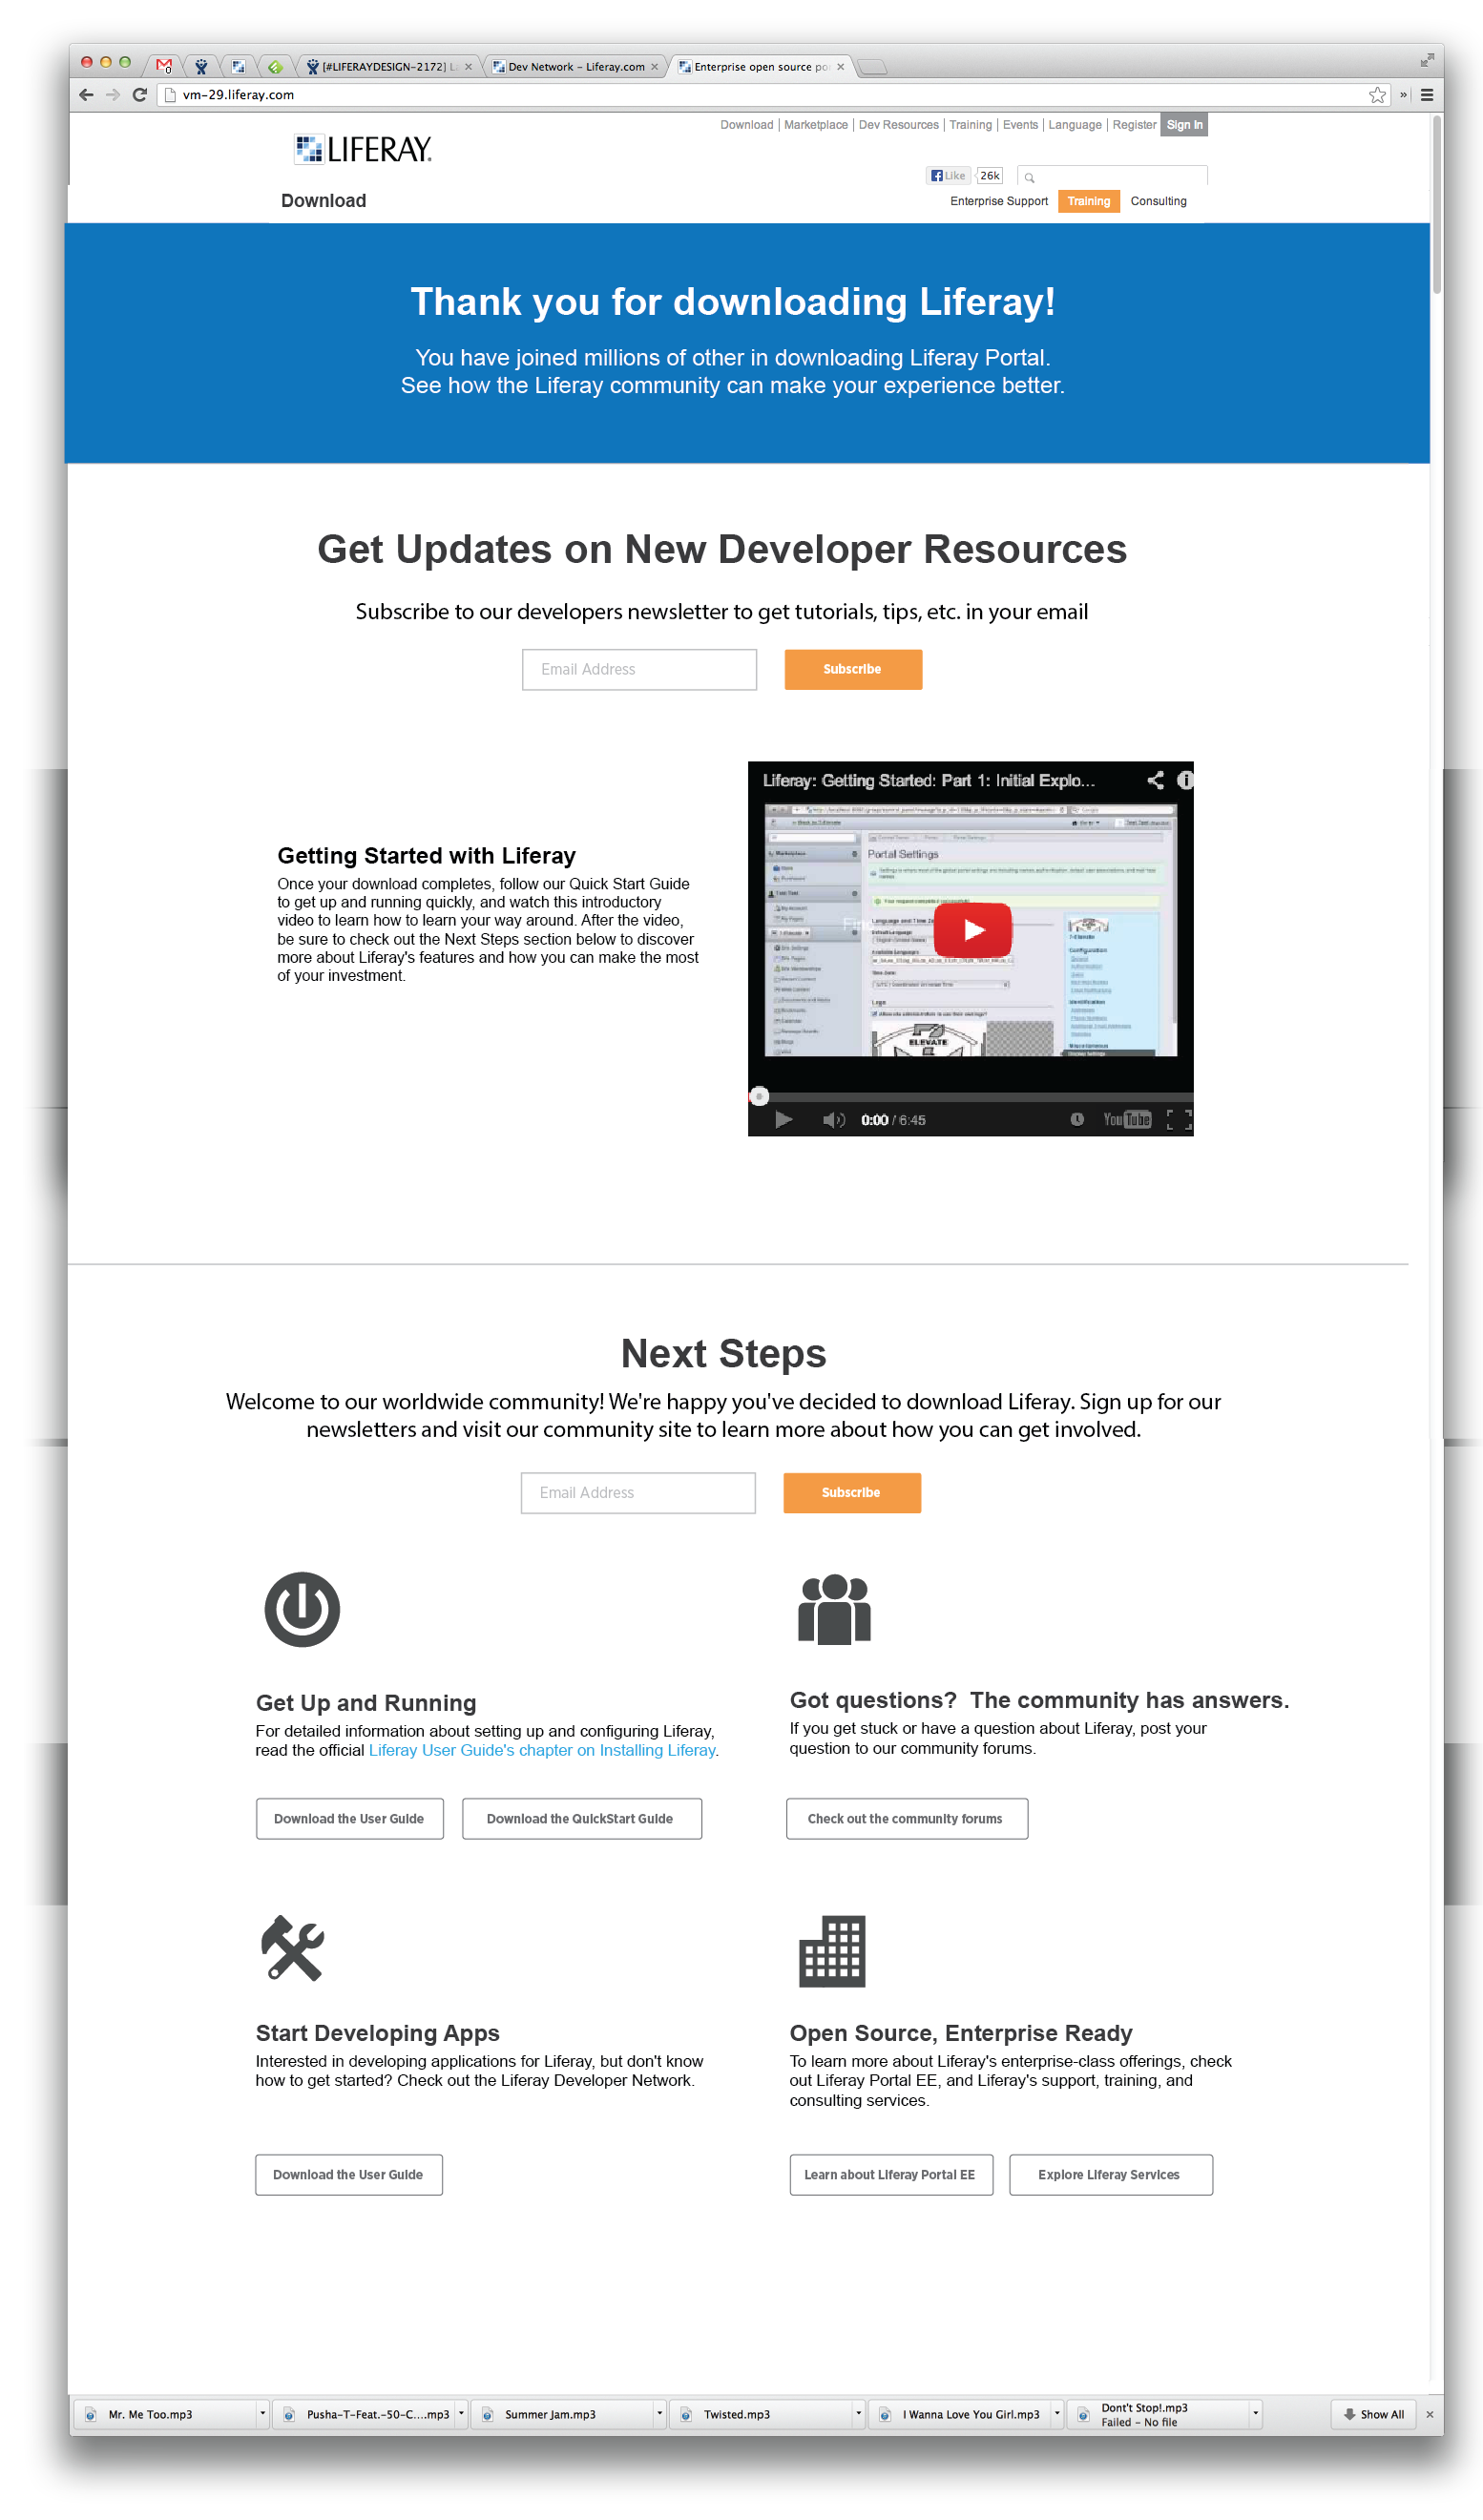 [#LIFERAYDESIGN-2172] L
Dev Network – Liferay.com
Enterprise open source po
vm-29.liferay.com
Download | Marketplace | Dev Resources | Training | Events | Language | Register Sign In
LIFERAY.
Like 26k
Download
Enterprise Support Training Consulting
Thank you for downloading Liferay!
You have joined millions of other in downloading Liferay Portal.
See how the Liferay community can make your experience better.
Get Updates on New Developer Resources
Subscribe to our developers newsletter to get tutorials, tips, etc. in your email
Email Address Subscribe
Liferay: Getting Started: Part 1: Initial Explo...
Portal Settings
ELEVATE
0:00 / 6:45
YouTube
Getting Started with Liferay
Once your download completes, follow our Quick Start Guide
to get up and running quickly, and watch this introductory
video to learn how to learn your way around. After the video,
be sure to check out the Next Steps section below to discover
more about Liferay's features and how you can make the most
of your investment.
Next Steps
Welcome to our worldwide community! We're happy you've decided to download Liferay. Sign up for our
newsletters and visit our community site to learn more about how you can get involved.
Email Address Subscribe
Get Up and Running
For detailed information about setting up and configuring Liferay,
read the official Liferay User Guide's chapter on Installing Liferay.
Download the User Guide Download the QuickStart Guide
Got questions? The community has answers.
If you get stuck or have a question about Liferay, post your
question to our community forums.
Check out the community forums
Start Developing Apps
Interested in developing applications for Liferay, but don't know
how to get started? Check out the Liferay Developer Network.
Download the User Guide
Open Source, Enterprise Ready
To learn more about Liferay's enterprise-class offerings, check
out Liferay Portal EE, and Liferay's support, training, and
consulting services.
Learn about Liferay Portal EE Explore Liferay Services
Mr. Me Too.mp3
Pusha-T-Feat.-50-C....mp3
Summer Jam.mp3
Twisted.mp3
I Wanna Love You Girl.mp3
Dont't Stop!.mp3
Failed – No file
Show All